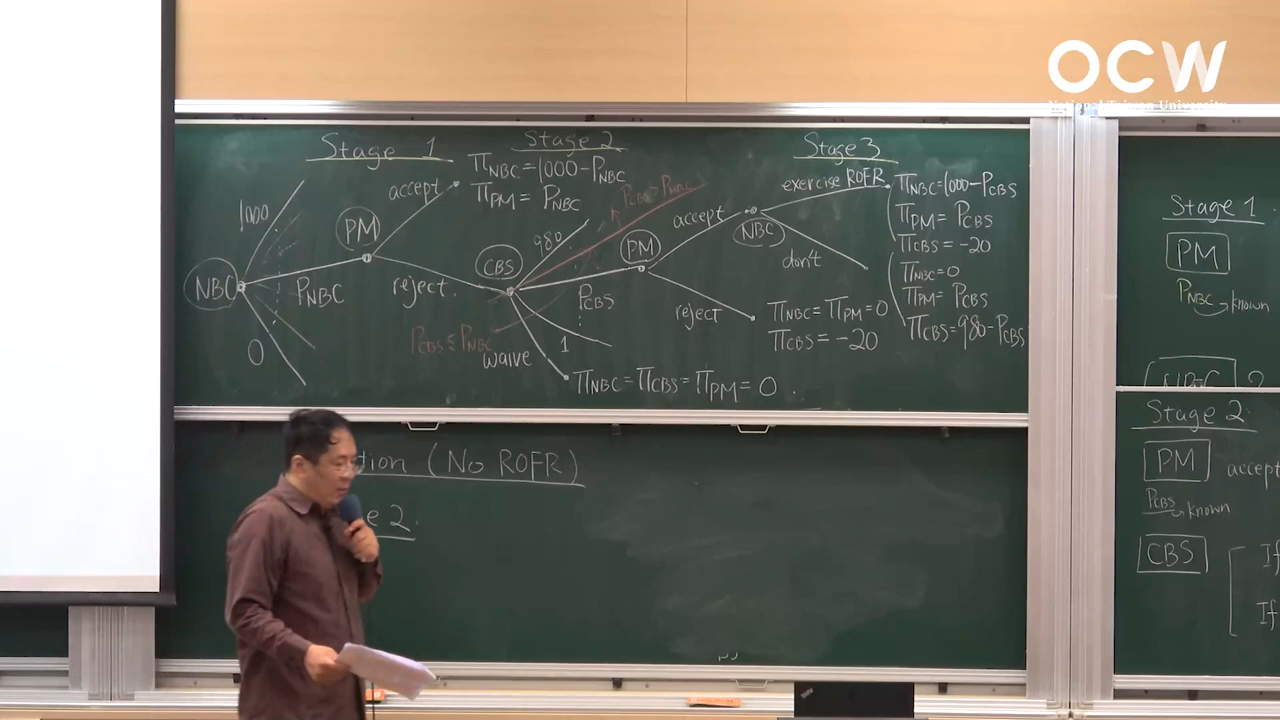 OCW
National Taiwan University
Stage 1
Stage 2
Stage 3
1000
NBC
P_NBC
0
PM
accept
reject
π_NBC = 1000 - P_NBC
π_PM = P_NBC
CBS
980
P_CBS > P_NBC
P_CBS
P_CBS ≤ P_NBC
1
waive
π_NBC = π_CBS = π_PM = 0
PM
accept
reject
π_NBC = π_PM = 0
π_CBS = -20
NBC
exercise ROFR
don't
π_NBC = 1000 - P_CBS
π_PM = P_CBS
π_CBS = -20
π_NBC = 0
π_PM = P_CBS
π_CBS = 980 - P_CBS
tion (No ROFR)
e 2.
Stage 1.
PM
P_NBC → known
Stage 2.
PM accept
P_CBS → known
CBS
If
If